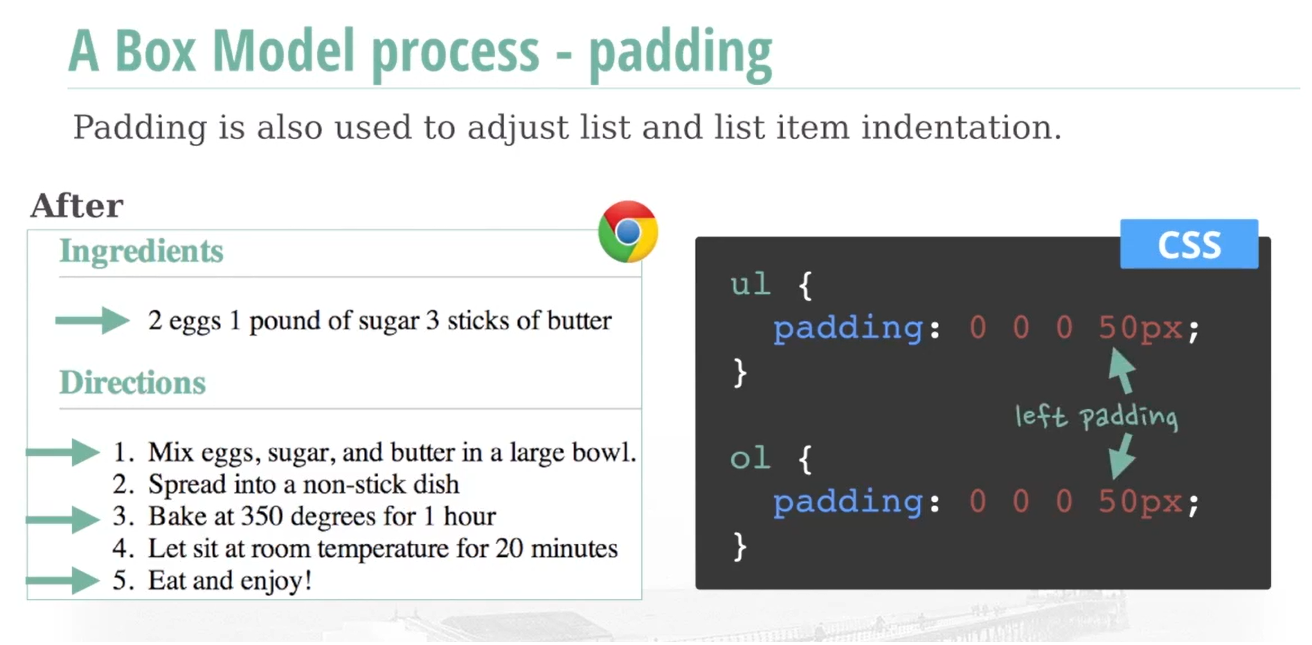 A Box Model process - padding
Padding is also used to adjust list and list item indentation.
After
Ingredients
2 eggs 1 pound of sugar 3 sticks of butter
Directions
1. Mix eggs, sugar, and butter in a large bowl.
2. Spread into a non-stick dish
3. Bake at 350 degrees for 1 hour
4. Let sit at room temperature for 20 minutes
5. Eat and enjoy!
CSS
ul {
padding: 0 0 0 50px;
}
left padding
ol {
padding: 0 0 0 50px;
}